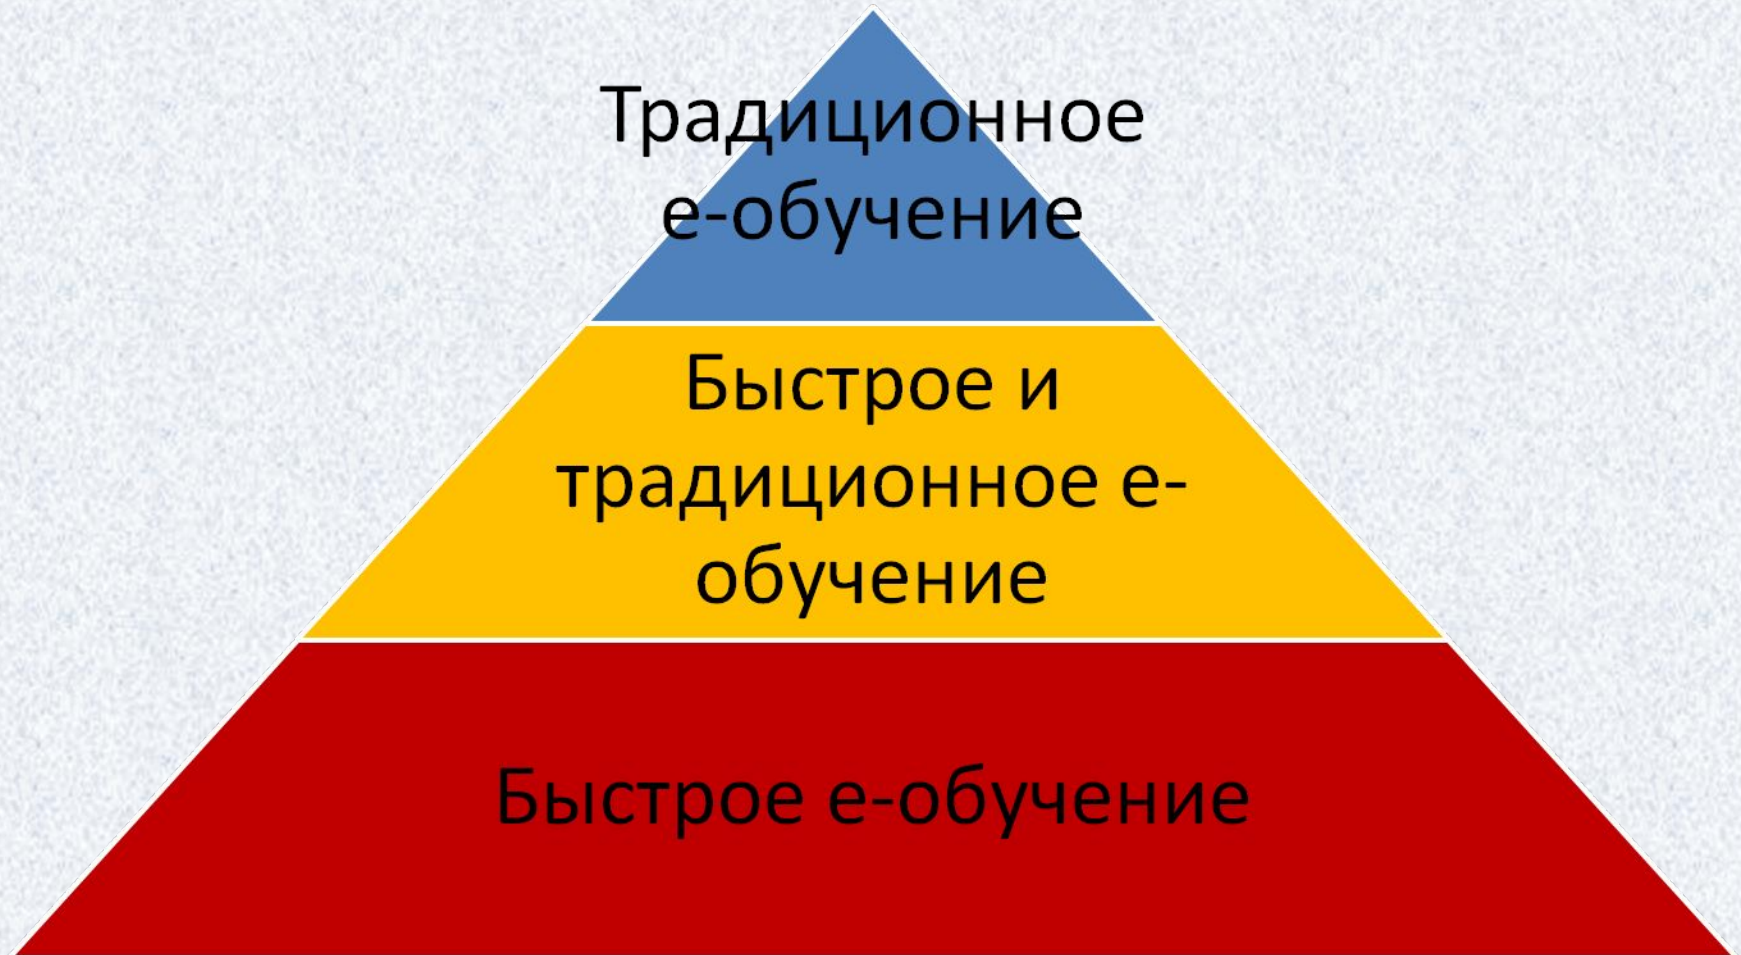 Традиционное
е-обучение
Быстрое и
традиционное е-
обучение
Быстрое е-обучение